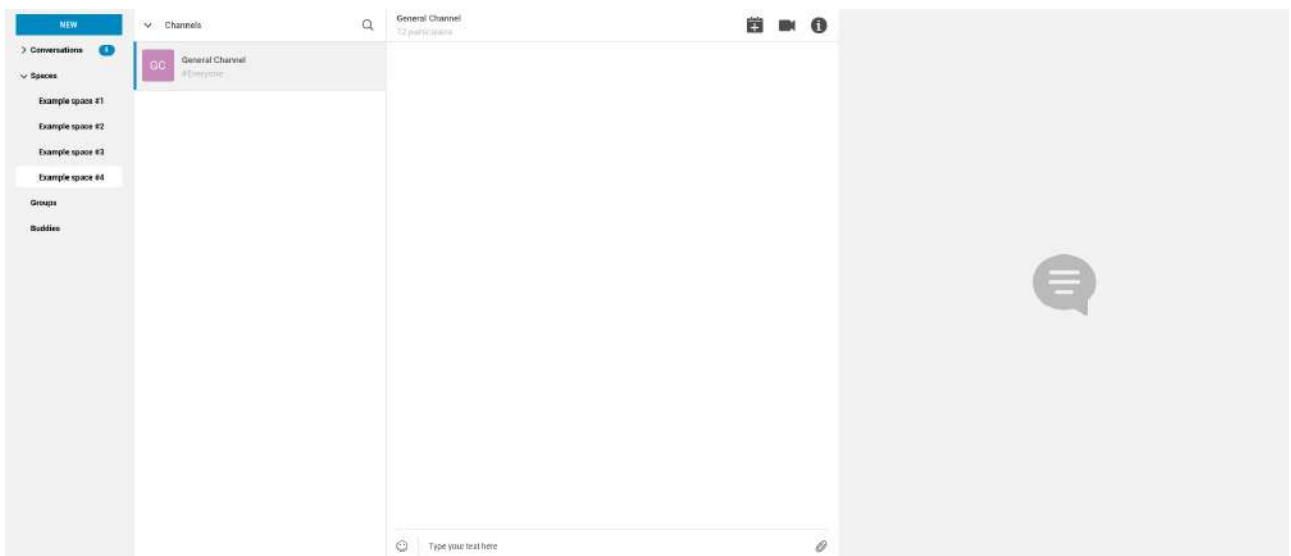 NEW
Conversations
Spaces
Example space #1
Example space #2
Example space #3
Example space #4
Groups
Buddies
Channels
GC
General Channel
#Everyone
General Channel
Type your text here